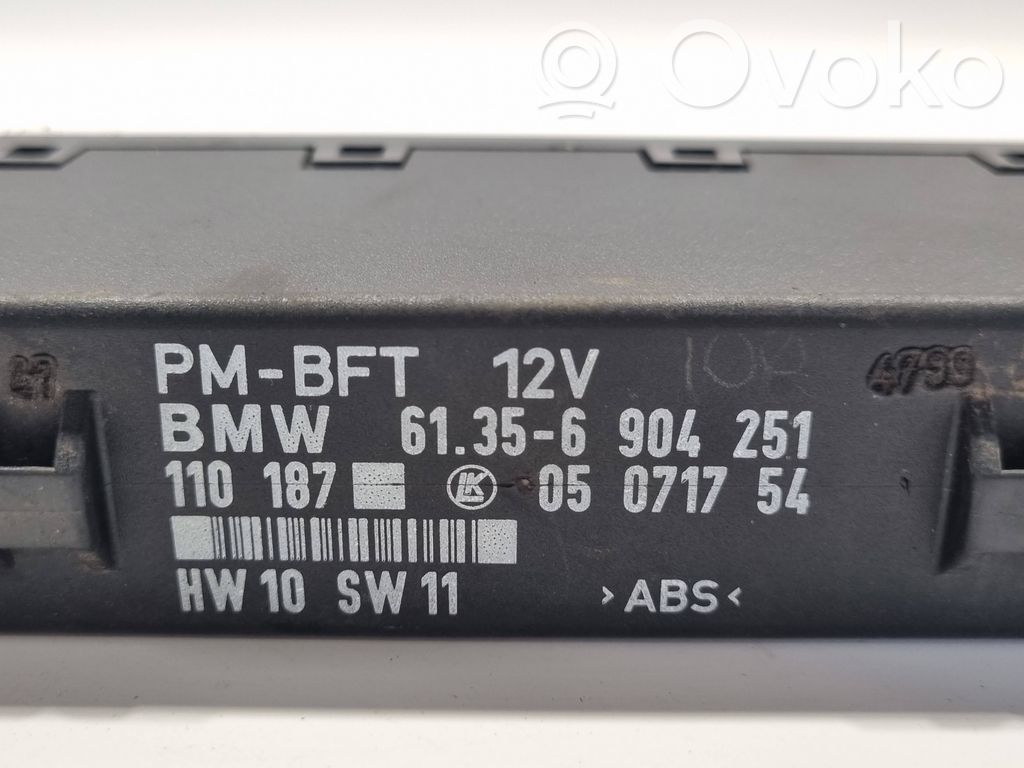 Ovoko
PM-BFT 12V
BMW 61.35-6 904 251
110 187 LK 05 0717 54
HW 10 SW 11 >ABS<